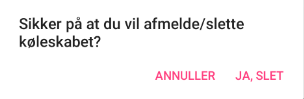 Sikker på at du vil afmelde/slette
køleskabet?
ANNULLER JA, SLET